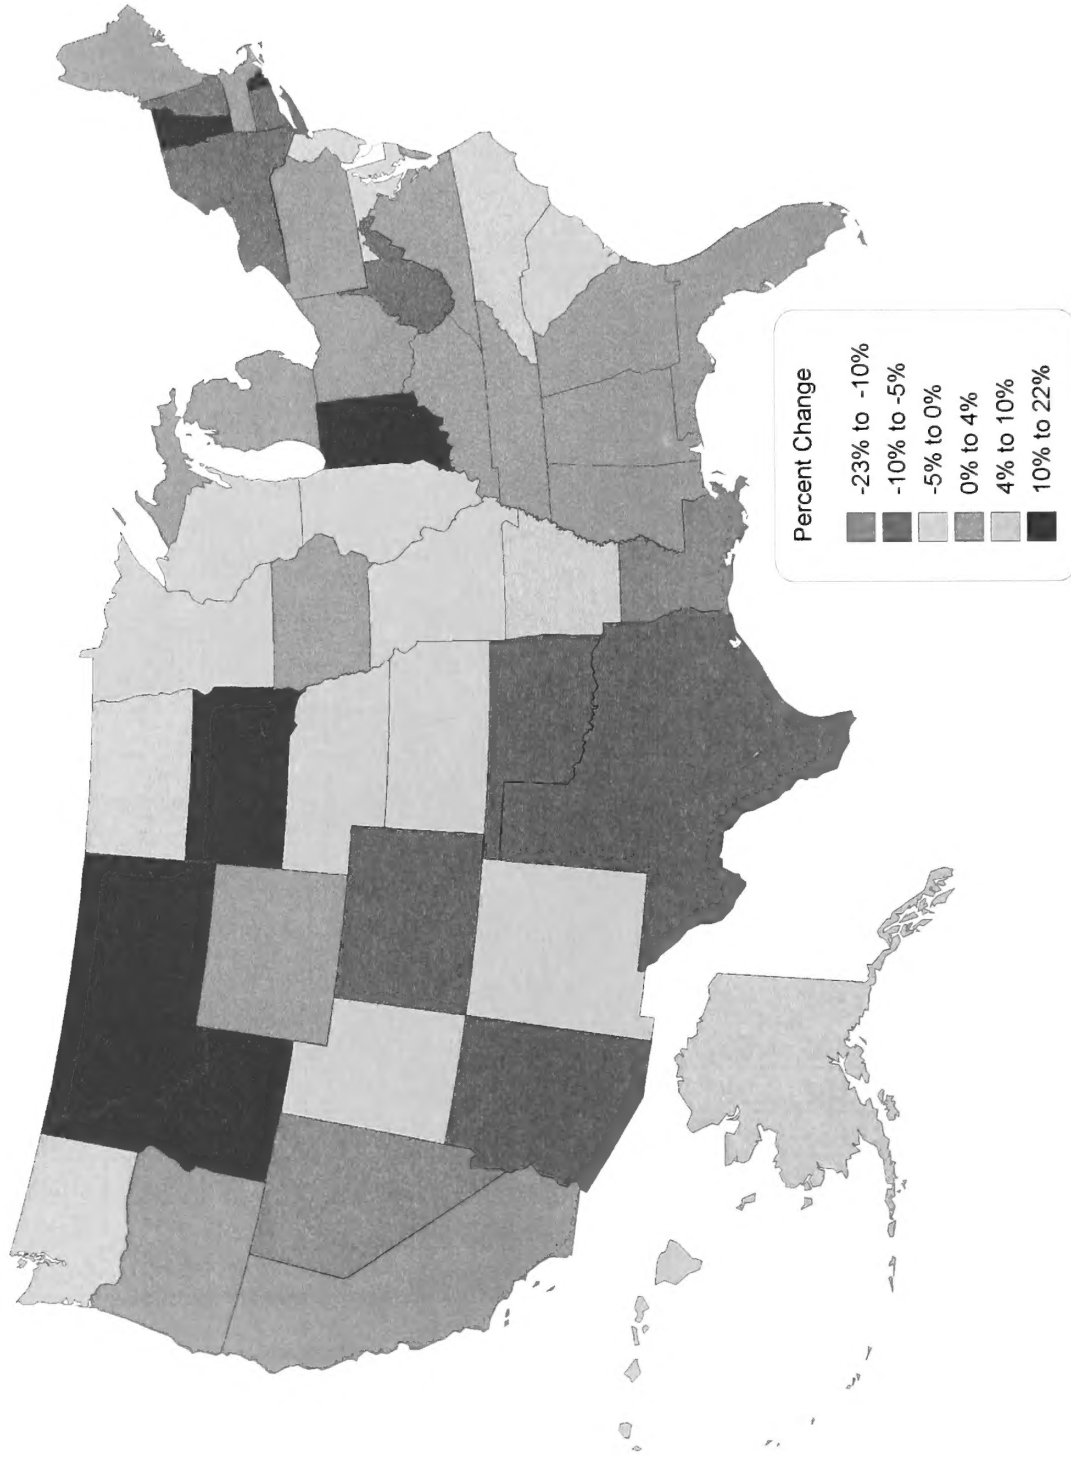 Percent Change
-23% to -10%
-10% to -5%
-5% to 0%
0% to 4%
4% to 10%
10% to 22%